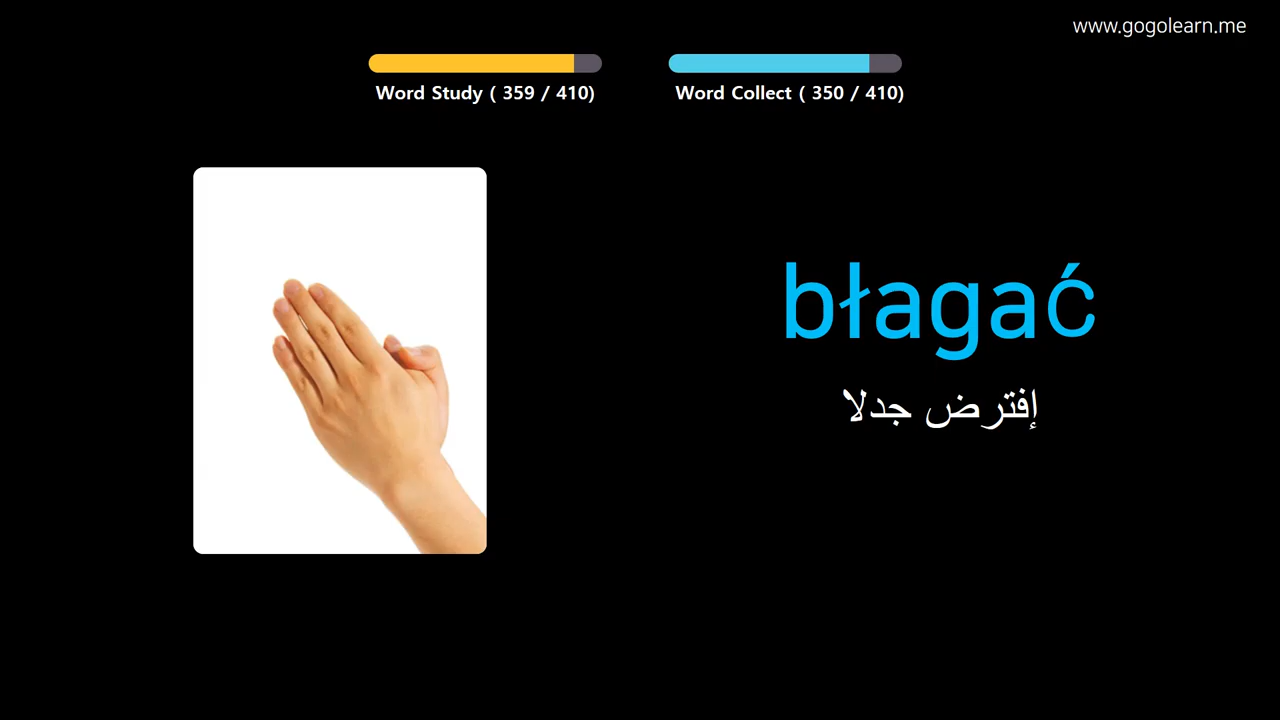 www.gogolearn.me
Word Study ( 359 / 410)
Word Collect ( 350 / 410)
błagać
إفترض جدلا